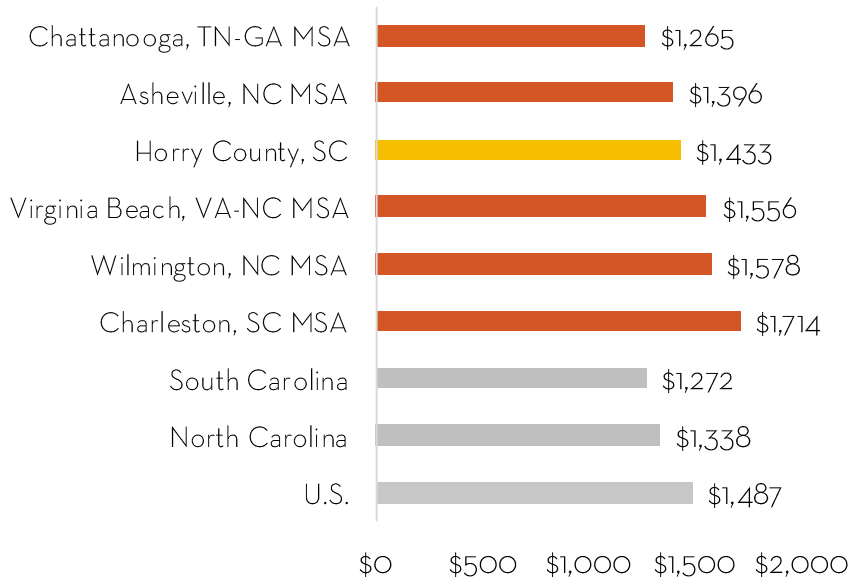 Chattanooga, TN-GA MSA $1,265
Asheville, NC MSA $1,396
Horry County, SC $1,433
Virginia Beach, VA-NC MSA $1,556
Wilmington, NC MSA $1,578
Charleston, SC MSA $1,714
South Carolina $1,272
North Carolina $1,338
U.S. $1,487
$0 $500 $1,000 $1,500 $2,000